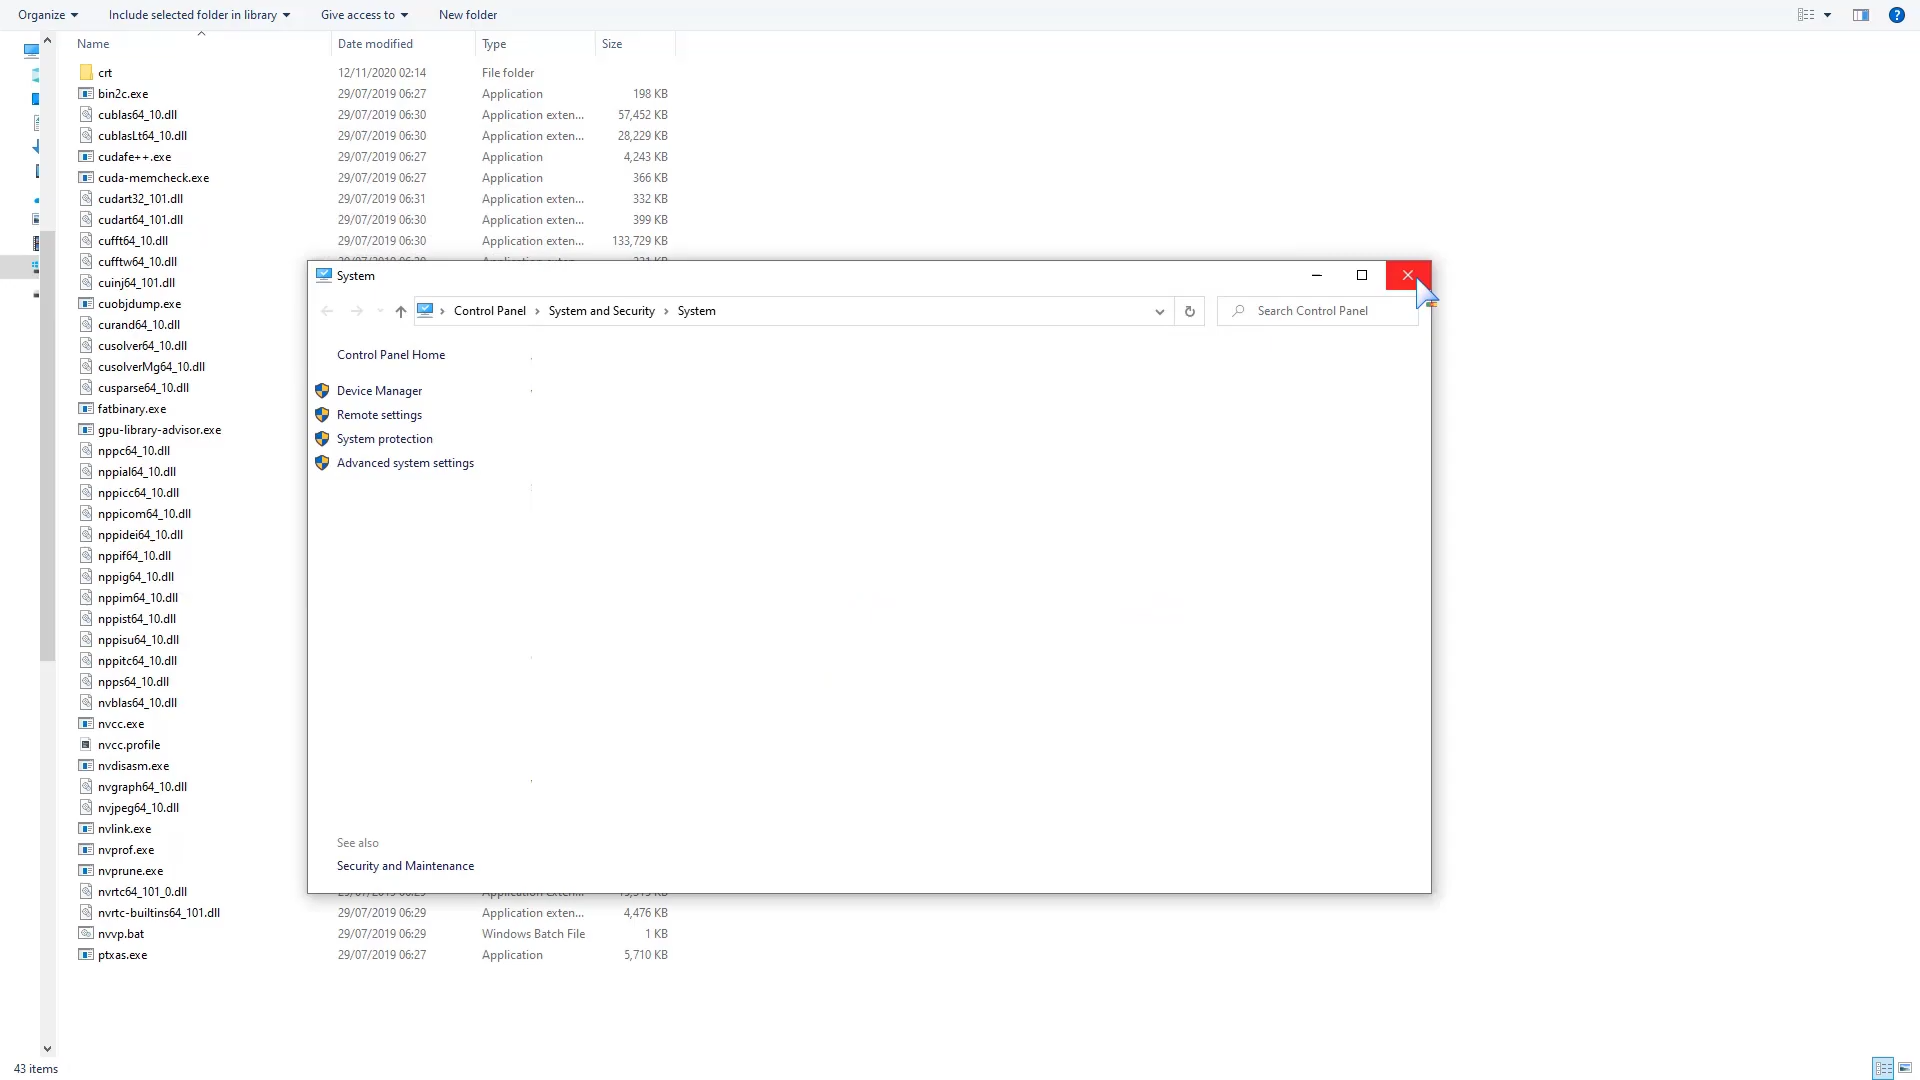 Organize Include selected folder in library Give access to New folder
Name Date modified Type Size
crt 12/11/2020 02:14 File folder
bin2c.exe 29/07/2019 06:27 Application 198 KB
cublas64_10.dll 29/07/2019 06:30 Application exten... 57,452 KB
cublasLt64_10.dll 29/07/2019 06:30 Application exten... 28,229 KB
cudafe++.exe 29/07/2019 06:27 Application 4,243 KB
cuda-memcheck.exe 29/07/2019 06:27 Application 366 KB
cudart32_101.dll 29/07/2019 06:31 Application exten... 332 KB
cudart64_101.dll 29/07/2019 06:30 Application exten... 399 KB
cufft64_10.dll 29/07/2019 06:30 Application exten... 133,729 KB
cufftw64_10.dll
cuinj64_101.dll
cuobjdump.exe
curand64_10.dll
cusolver64_10.dll
cusolverMg64_10.dll
cusparse64_10.dll
fatbinary.exe
gpu-library-advisor.exe
nppc64_10.dll
nppial64_10.dll
nppicc64_10.dll
nppicom64_10.dll
nppidei64_10.dll
nppif64_10.dll
nppig64_10.dll
nppim64_10.dll
nppist64_10.dll
nppisu64_10.dll
nppitc64_10.dll
npps64_10.dll
nvblas64_10.dll
nvcc.exe
nvcc.profile
nvdisasm.exe
nvgraph64_10.dll
nvjpeg64_10.dll
nvlink.exe
nvprof.exe
nvprune.exe
nvrtc64_101_0.dll
nvrtc-builtins64_101.dll 29/07/2019 06:29 Application exten... 4,476 KB
nvvp.bat 29/07/2019 06:29 Windows Batch File 1 KB
ptxas.exe 29/07/2019 06:27 Application 5,710 KB
43 items
System
Control Panel System and Security System
Search Control Panel
Control Panel Home
Device Manager
Remote settings
System protection
Advanced system settings
See also
Security and Maintenance